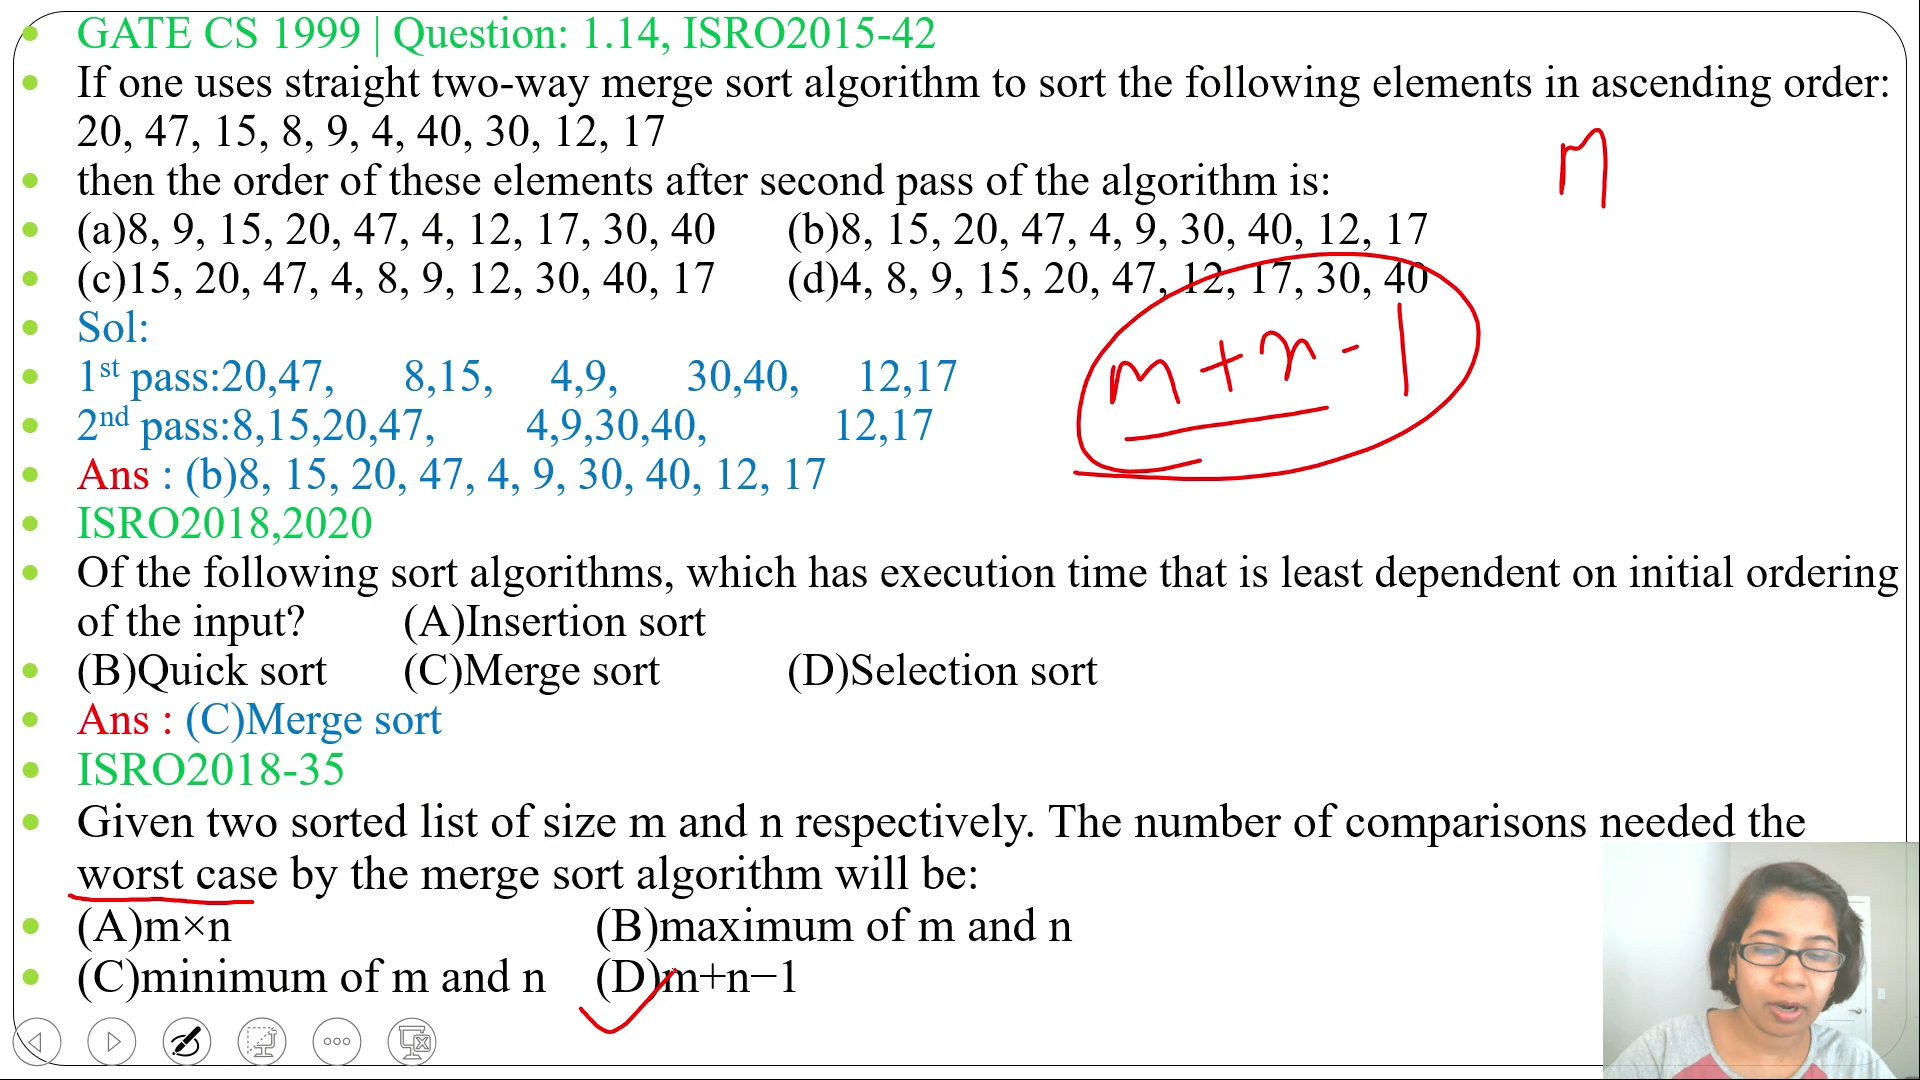 GATE CS 1999 | Question: 1.14, ISRO2015-42
If one uses straight two-way merge sort algorithm to sort the following elements in ascending order:
20, 47, 15, 8, 9, 4, 40, 30, 12, 17
then the order of these elements after second pass of the algorithm is:
(a)8, 9, 15, 20, 47, 4, 12, 17, 30, 40 (b)8, 15, 20, 47, 4, 9, 30, 40, 12, 17
(c)15, 20, 47, 4, 8, 9, 12, 30, 40, 17 (d)4, 8, 9, 15, 20, 47, 12, 17, 30, 40
Sol:
m + n - 1
1st pass:20,47, 8,15, 4,9, 30,40, 12,17
2nd pass:8,15,20,47, 4,9,30,40, 12,17
Ans : (b)8, 15, 20, 47, 4, 9, 30, 40, 12, 17
ISRO2018,2020
Of the following sort algorithms, which has execution time that is least dependent on initial ordering
of the input? (A)Insertion sort
(B)Quick sort (C)Merge sort (D)Selection sort
Ans : (C)Merge sort
ISRO2018-35
Given two sorted list of size m and n respectively. The number of comparisons needed the
worst case by the merge sort algorithm will be:
(A)m×n (B)maximum of m and n
(C)minimum of m and n (D)m+n−1